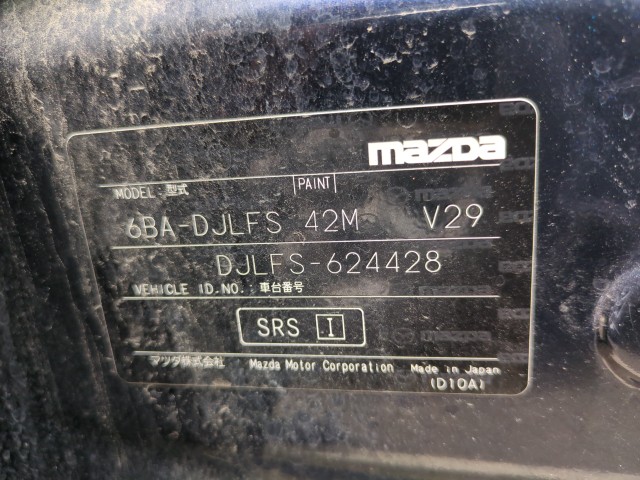 mazda
MODEL:型式 PAINT
6BA-DJLFS 42M V29
DJLFS-624428
VEHICLE ID.NO.:車台番号
SRS I
マツダ株式会社 Mazda Motor Corporation Made in Japan
(D10A)